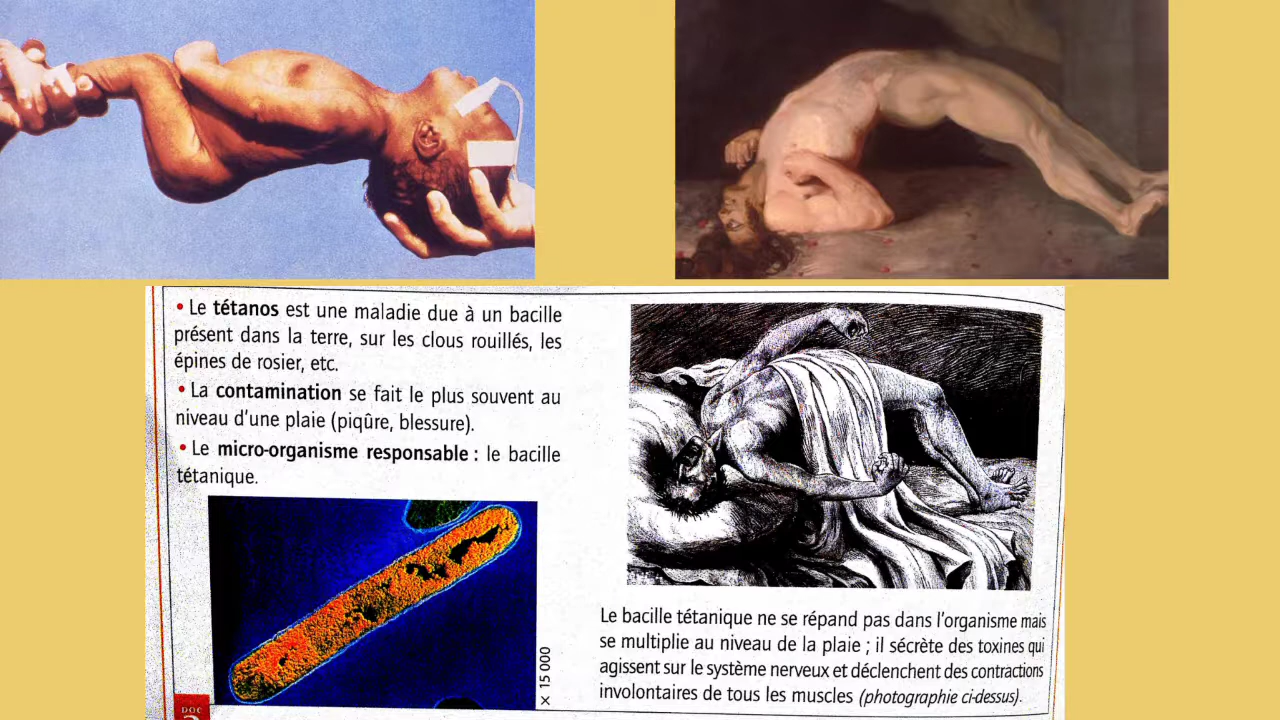 • Le tétanos est une maladie due à un bacille
présent dans la terre, sur les clous rouillés, les
épines de rosier, etc.
• La contamination se fait le plus souvent au
niveau d'une plaie (piqûre, blessure).
• Le micro-organisme responsable : le bacille
tétanique.
× 15 000
Le bacille tétanique ne se répand pas dans l'organisme mais
se multiplie au niveau de la plaie ; il sécrète des toxines qui
agissent sur le système nerveux et déclenchent des contractions
involontaires de tous les muscles (photographie ci-dessus).
DOC